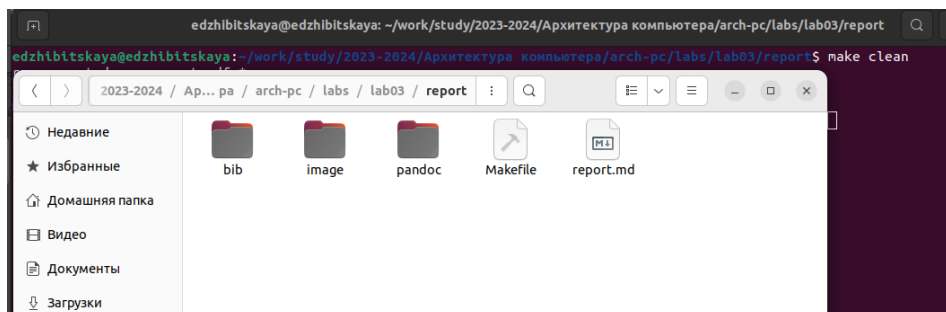 edzhibitskaya@edzhibitskaya: ~/work/study/2023-2024/Архитектура компьютера/arch-pc/labs/lab03/report
edzhibitskaya@edzhibitskaya:~/work/study/2023-2024/Архитектура компьютера/arch-pc/labs/lab03/report$ make clean
2023-2024 / Ap... pa / arch-pc / labs / lab03 / report
Недавние
Избранные
Домашняя папка
Видео
Документы
Загрузки
bib
image
pandoc
Makefile
M↓
report.md